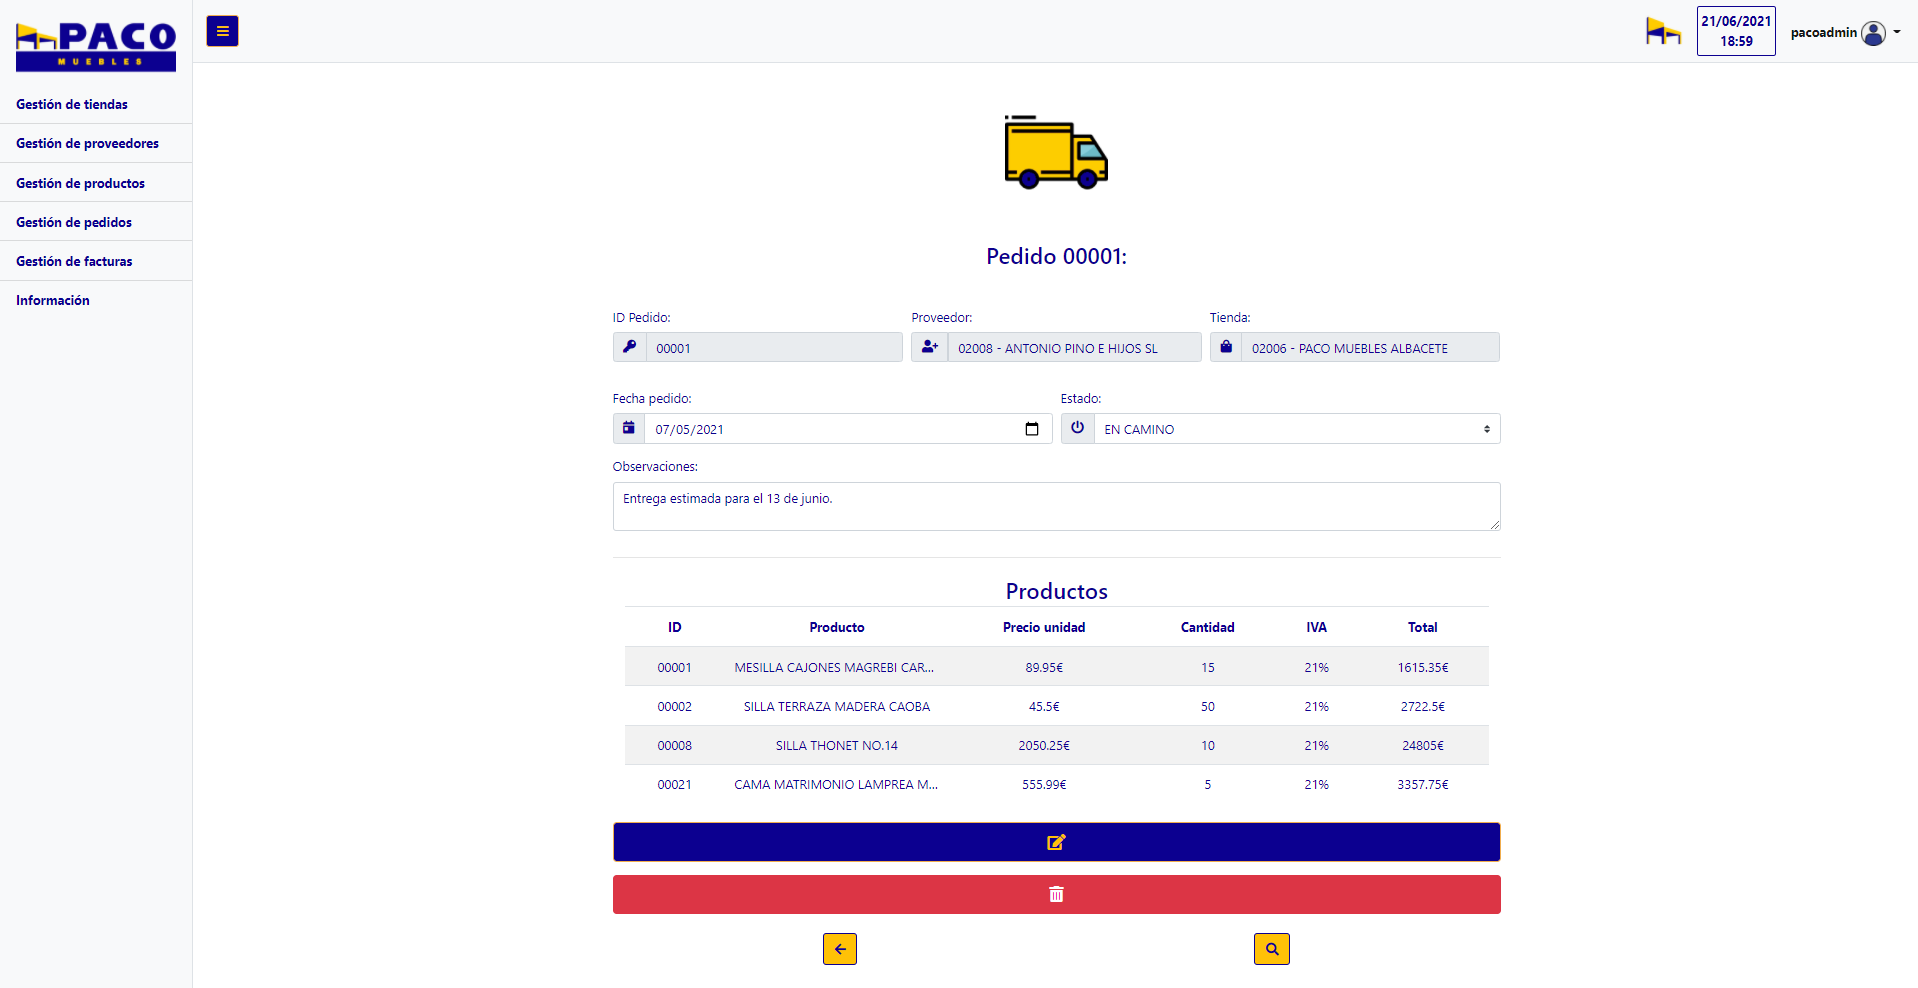 PACO
MUEBLES
21/06/2021
18:59
pacoadmin
Gestión de tiendas
Gestión de proveedores
Gestión de productos
Gestión de pedidos
Gestión de facturas
Información
Pedido 00001:
ID Pedido: Proveedor: Tienda:
00001 02008 - ANTONIO PINO E HIJOS SL 02006 - PACO MUEBLES ALBACETE
Fecha pedido: Estado:
07/05/2021 EN CAMINO
Observaciones:
Entrega estimada para el 13 de junio.
Productos
ID Producto Precio unidad Cantidad IVA Total
00001 MESILLA CAJONES MAGREBI CAR... 89.95€ 15 21% 1615.35€
00002 SILLA TERRAZA MADERA CAOBA 45.5€ 50 21% 2722.5€
00008 SILLA THONET NO.14 2050.25€ 10 21% 24805€
00021 CAMA MATRIMONIO LAMPREA M... 555.99€ 5 21% 3357.75€